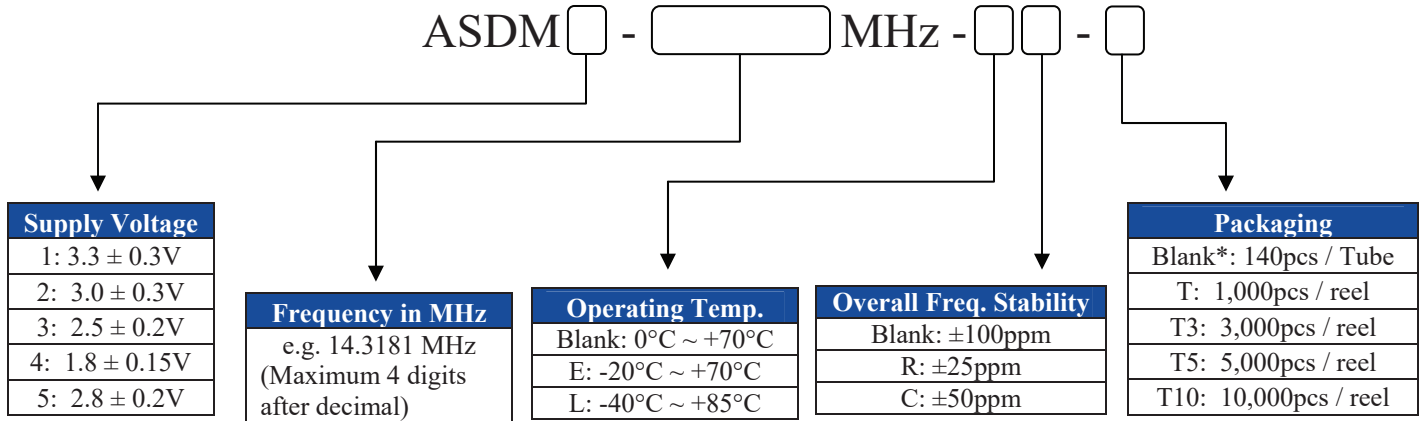 ASDM - MHz - -
Supply Voltage
1: 3.3 ± 0.3V
2: 3.0 ± 0.3V
3: 2.5 ± 0.2V
4: 1.8 ± 0.15V
5: 2.8 ± 0.2V
Frequency in MHz
e.g. 14.3181 MHz
(Maximum 4 digits
after decimal)
Operating Temp.
Blank: 0°C ~ +70°C
E: -20°C ~ +70°C
L: -40°C ~ +85°C
Overall Freq. Stability
Blank: ±100ppm
R: ±25ppm
C: ±50ppm
Packaging
Blank*: 140pcs / Tube
T: 1,000pcs / reel
T3: 3,000pcs / reel
T5: 5,000pcs / reel
T10: 10,000pcs / reel